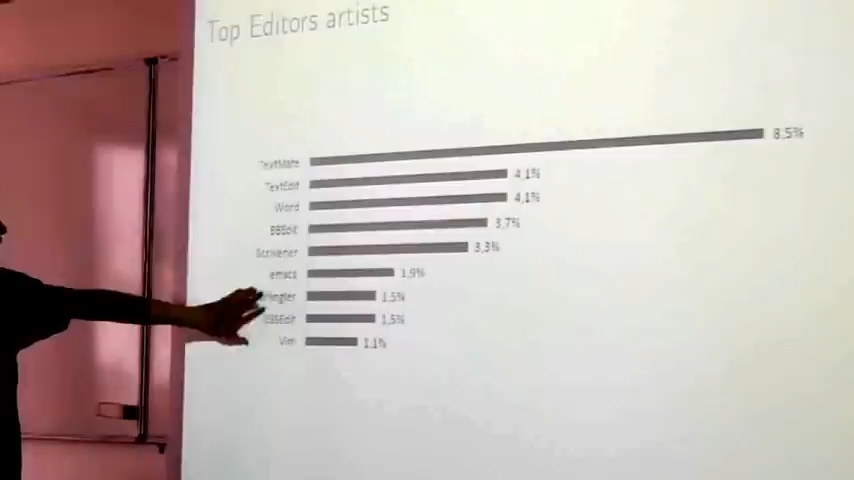 Top Editors artists
TextMate 8,5%
TextEdit 4,1%
Word 4,1%
BBEdit 3,7%
Scrivener 3,3%
emacs 1,9%
1,5%
1,5%
Vim 1,1%